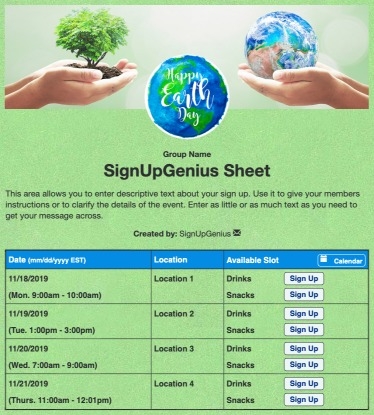 Happy
Earth
Day
Group Name
SignUpGenius Sheet
This area allows you to enter descriptive text about your sign up. Use it to give your members
instructions or to clarify the details of the event. Enter as little or as much text as you need to
get your message across.
Created by: SignUpGenius
Date (mm/dd/yyyy EST) Location Available Slot Calendar
11/18/2019 Location 1 Drinks Sign Up
(Mon. 9:00am - 10:00am) Snacks Sign Up
11/19/2019 Location 2 Drinks Sign Up
(Tue. 1:00pm - 3:00pm) Snacks Sign Up
11/20/2019 Location 3 Drinks Sign Up
(Wed. 7:00am - 9:00am) Snacks Sign Up
11/21/2019 Location 4 Drinks Sign Up
(Thurs. 11:00am - 12:01pm) Snacks Sign Up